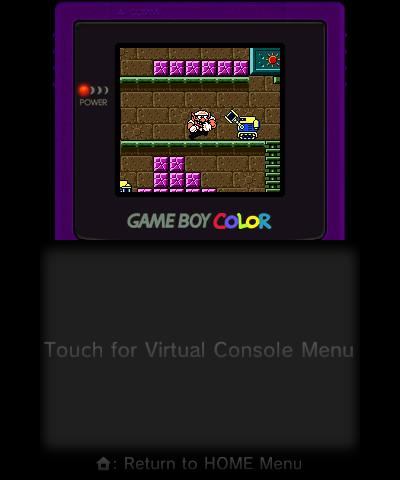 POWER
GAME BOY COLOR
Touch for Virtual Console Menu
: Return to HOME Menu